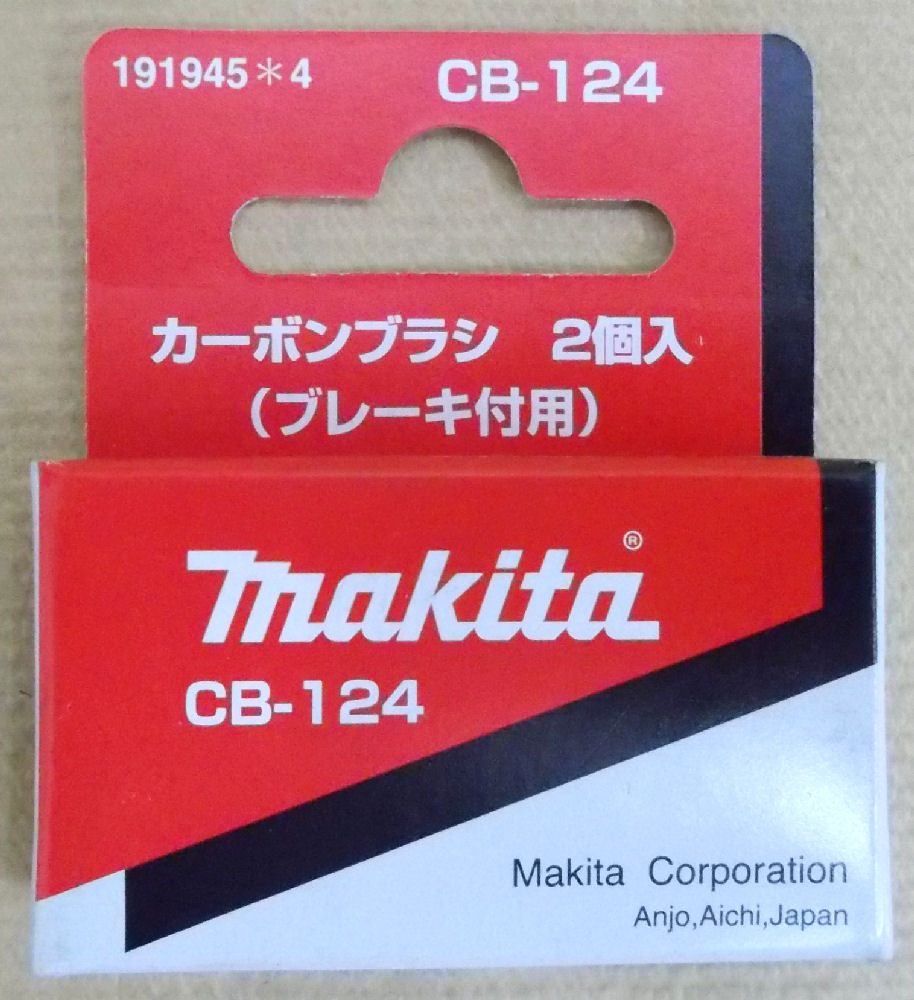 191945＊4 CB-124
カーボンブラシ　2個入
（ブレーキ付用）
makita®
CB-124
Makita Corporation
Anjo,Aichi,Japan